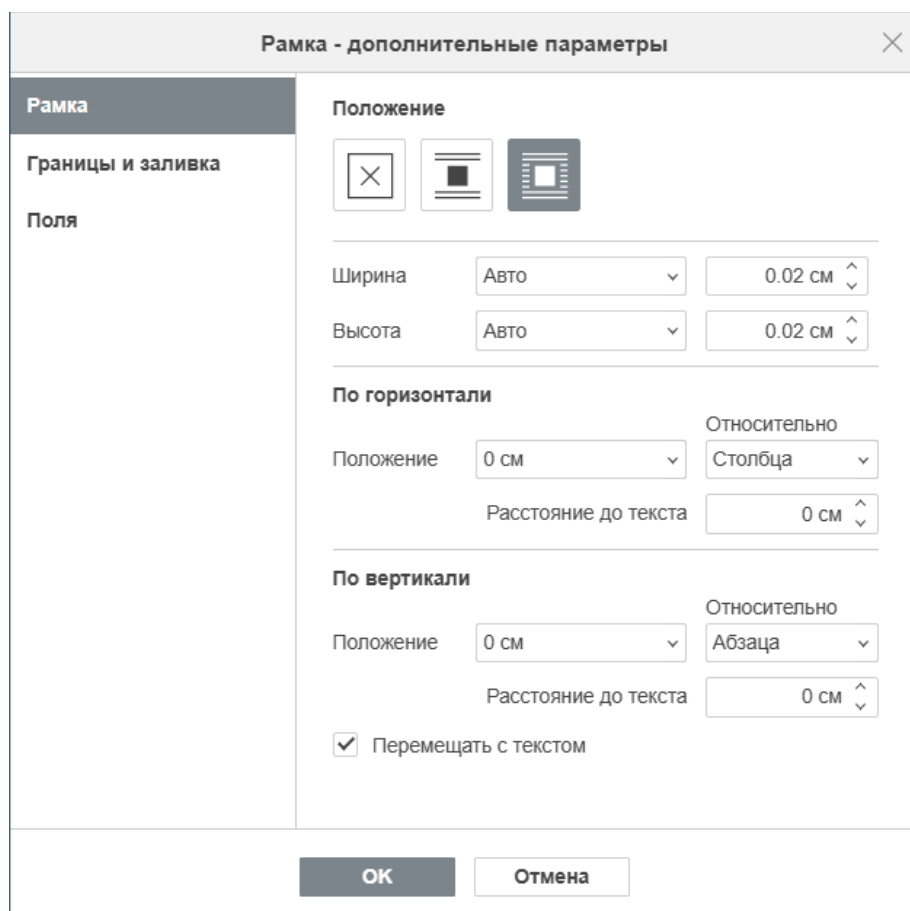 Рамка - дополнительные параметры
Рамка
Границы и заливка
Поля
Положение
Ширина Авто 0.02 см
Высота Авто 0.02 см
По горизонтали
Относительно
Положение 0 см Столбца
Расстояние до текста 0 см
По вертикали
Относительно
Положение 0 см Абзаца
Расстояние до текста 0 см
Перемещать с текстом
OK Отмена